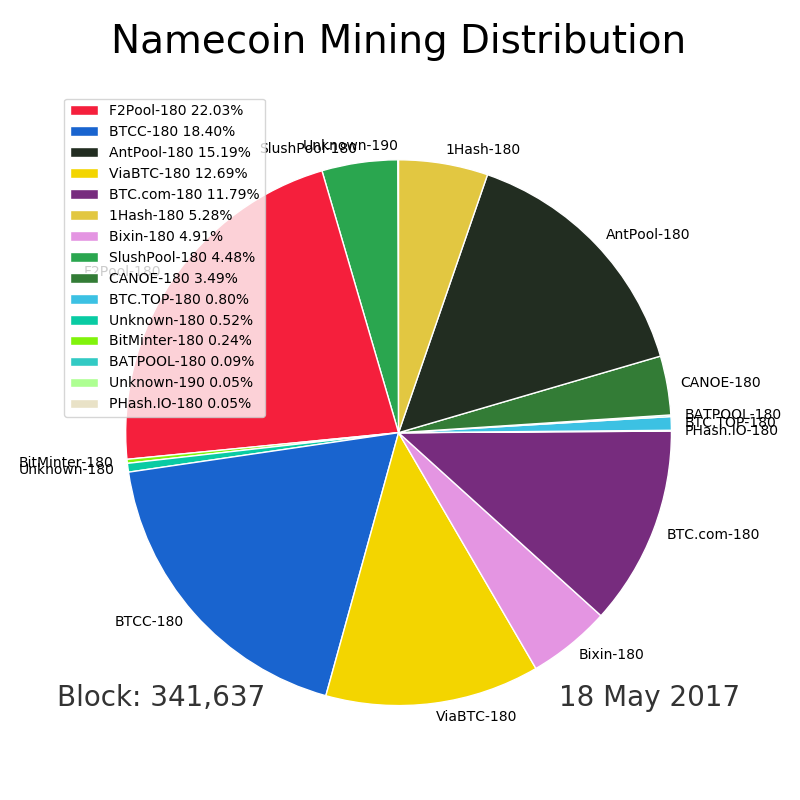 Namecoin Mining Distribution
F2Pool-180 22.03%
BTCC-180 18.40%
AntPool-180 15.19%
ViaBTC-180 12.69%
BTC.com-180 11.79%
1Hash-180 5.28%
Bixin-180 4.91%
SlushPool-180 4.48%
CANOE-180 3.49%
BTC.TOP-180 0.80%
Unknown-180 0.52%
BitMinter-180 0.24%
BATPOOL-180 0.09%
Unknown-190 0.05%
PHash.IO-180 0.05%
SlushPool-180
Unknown-190
1Hash-180
AntPool-180
F2Pool-180
CANOE-180
BATPOOL-180
BTC.TOP-180
PHash.IO-180
BitMinter-180
Unknown-180
BTC.com-180
BTCC-180
Bixin-180
ViaBTC-180
Block: 341,637
18 May 2017